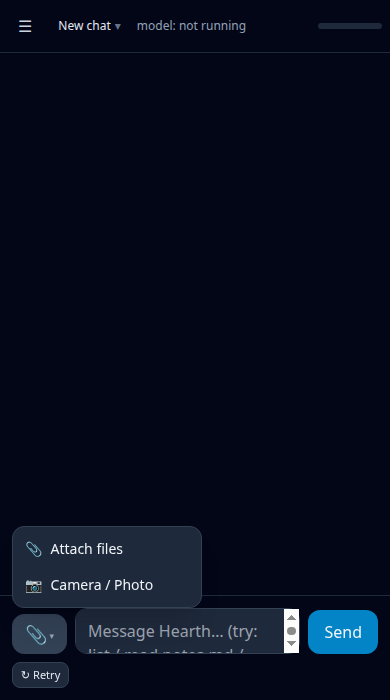 ☰ New chat ▾ model: not running
📎 Attach files
📷 Camera / Photo
📎 ▾ Message Hearth... (try: Send
↻ Retry